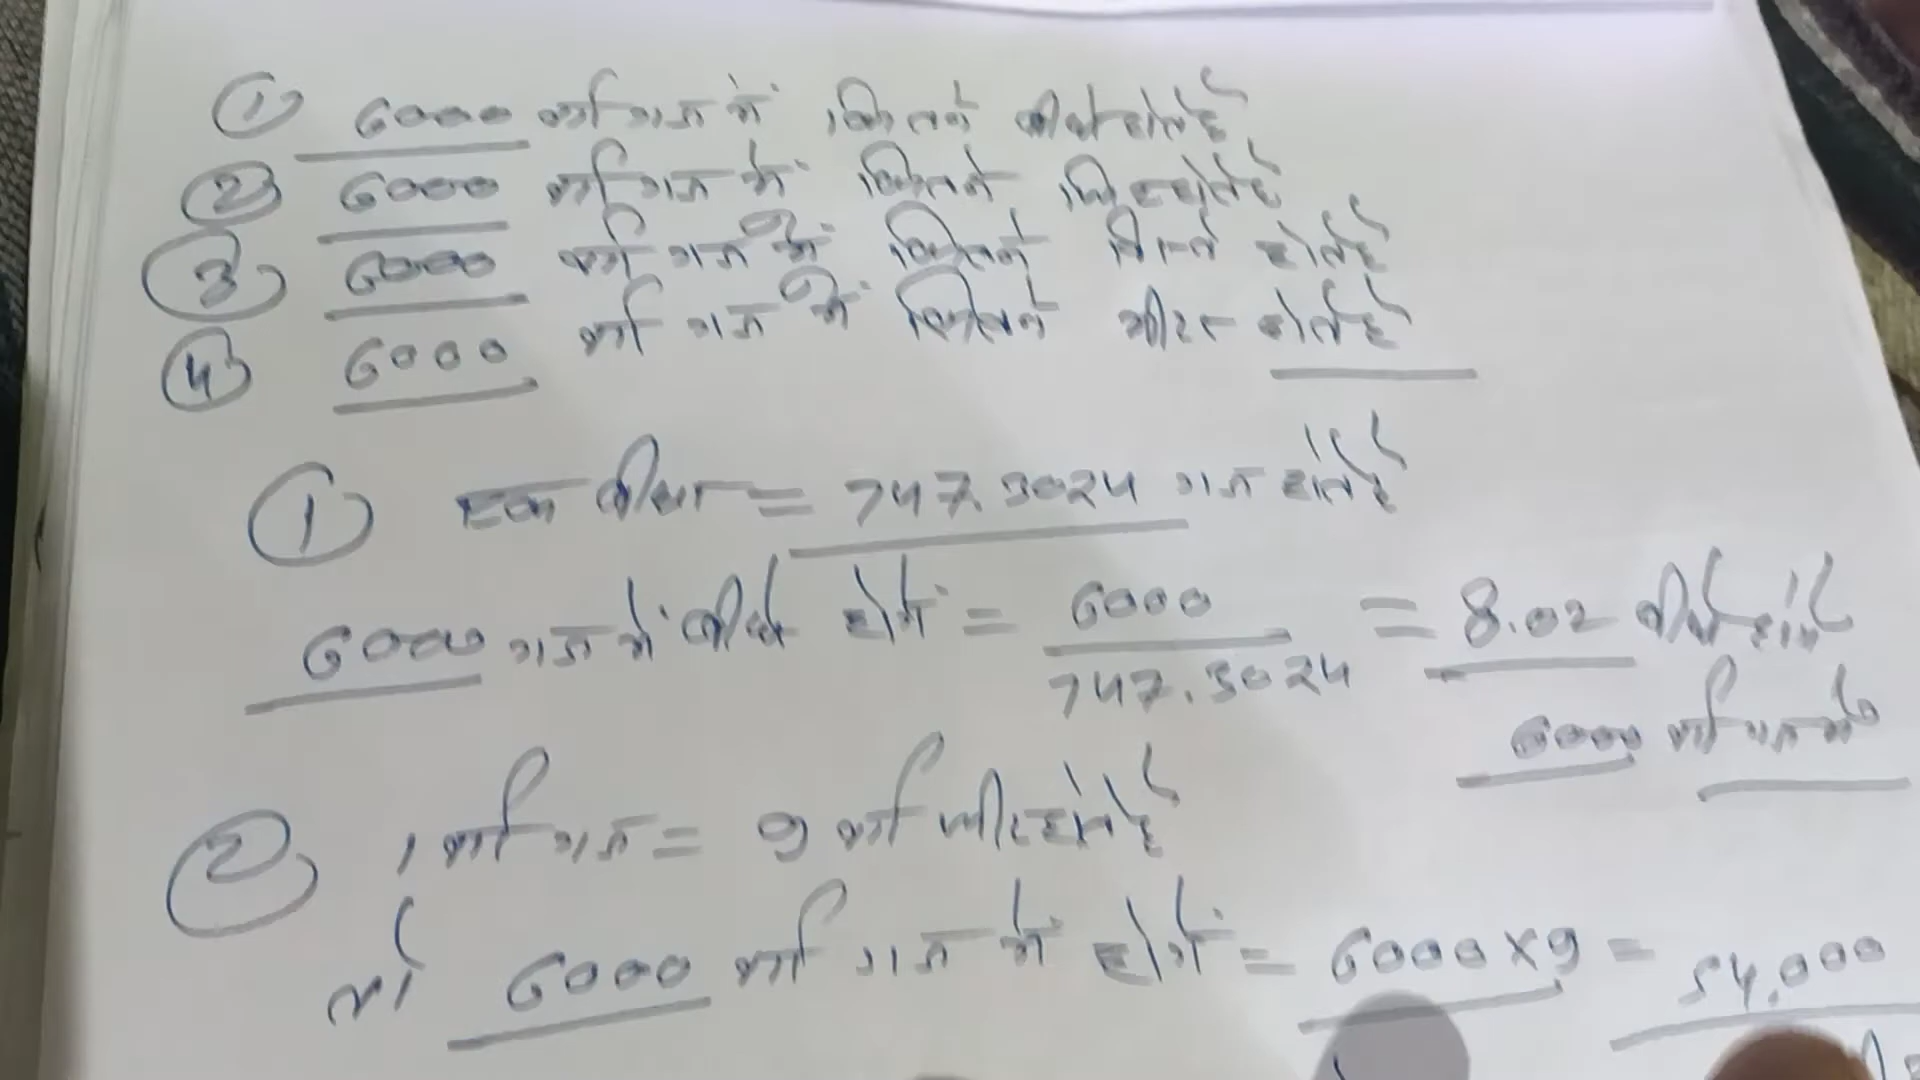 ① 6000 वर्ग गज में कितने बीघे होते हैं
② 6000 वर्ग गज में कितने फिट होते हैं
③ 6000 वर्ग गज में कितने होते हैं
④ 6000 वर्ग गज में कितने मीटर होते हैं
① एक बीघा = 747.3024 गज होते हैं
6000 गज में बीघे होंगे = 6000 / 747.3024 = 8.02 बीघे होंगे
6000 वर्ग गज में
② 1 वर्ग गज = 9 वर्ग फीट होते हैं
तो 6000 वर्ग गज में होंगे = 6000 x 9 = 54,000